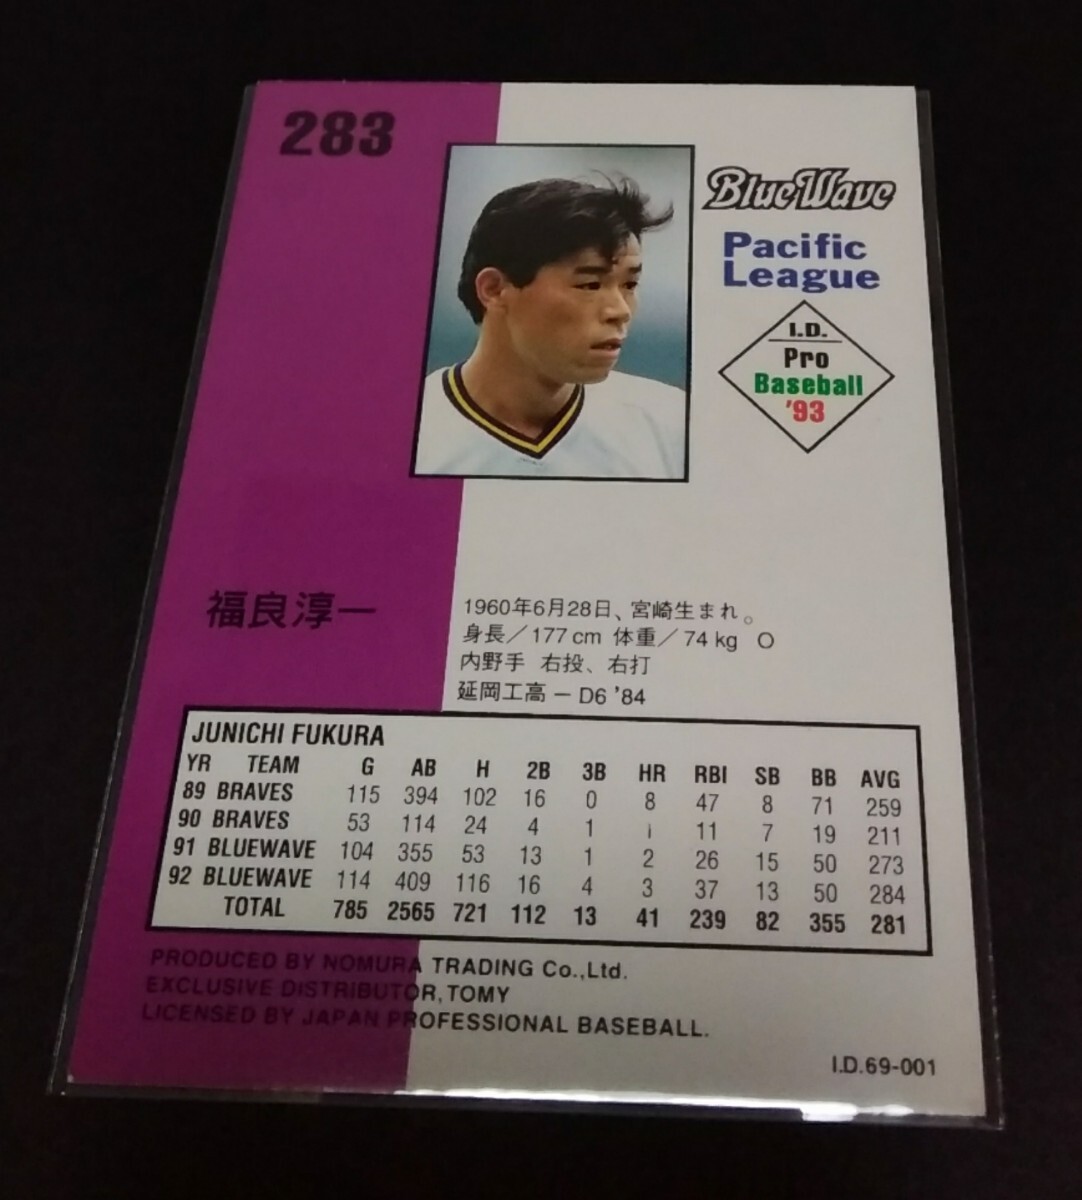 283
BlueWave
Pacific
League
I.D.
Pro
Baseball
'93
福良淳一
1960年6月28日、宮崎生まれ。
身長／177cm 体重／74kg O
内野手 右投、右打
延岡工高 － D6 '84
JUNICHI FUKURA
YR TEAM G AB H 2B 3B HR RBI SB BB AVG
89 BRAVES 115 394 102 16 0 8 47 8 71 259
90 BRAVES 53 114 24 4 1 1 11 7 19 211
91 BLUEWAVE 104 355 53 13 1 2 26 15 50 273
92 BLUEWAVE 114 409 116 16 4 3 37 13 50 284
TOTAL 785 2565 721 112 13 41 239 82 355 281
PRODUCED BY NOMURA TRADING Co.,Ltd.
EXCLUSIVE DISTRIBUTOR,TOMY
LICENSED BY JAPAN PROFESSIONAL BASEBALL.
I.D.69-001